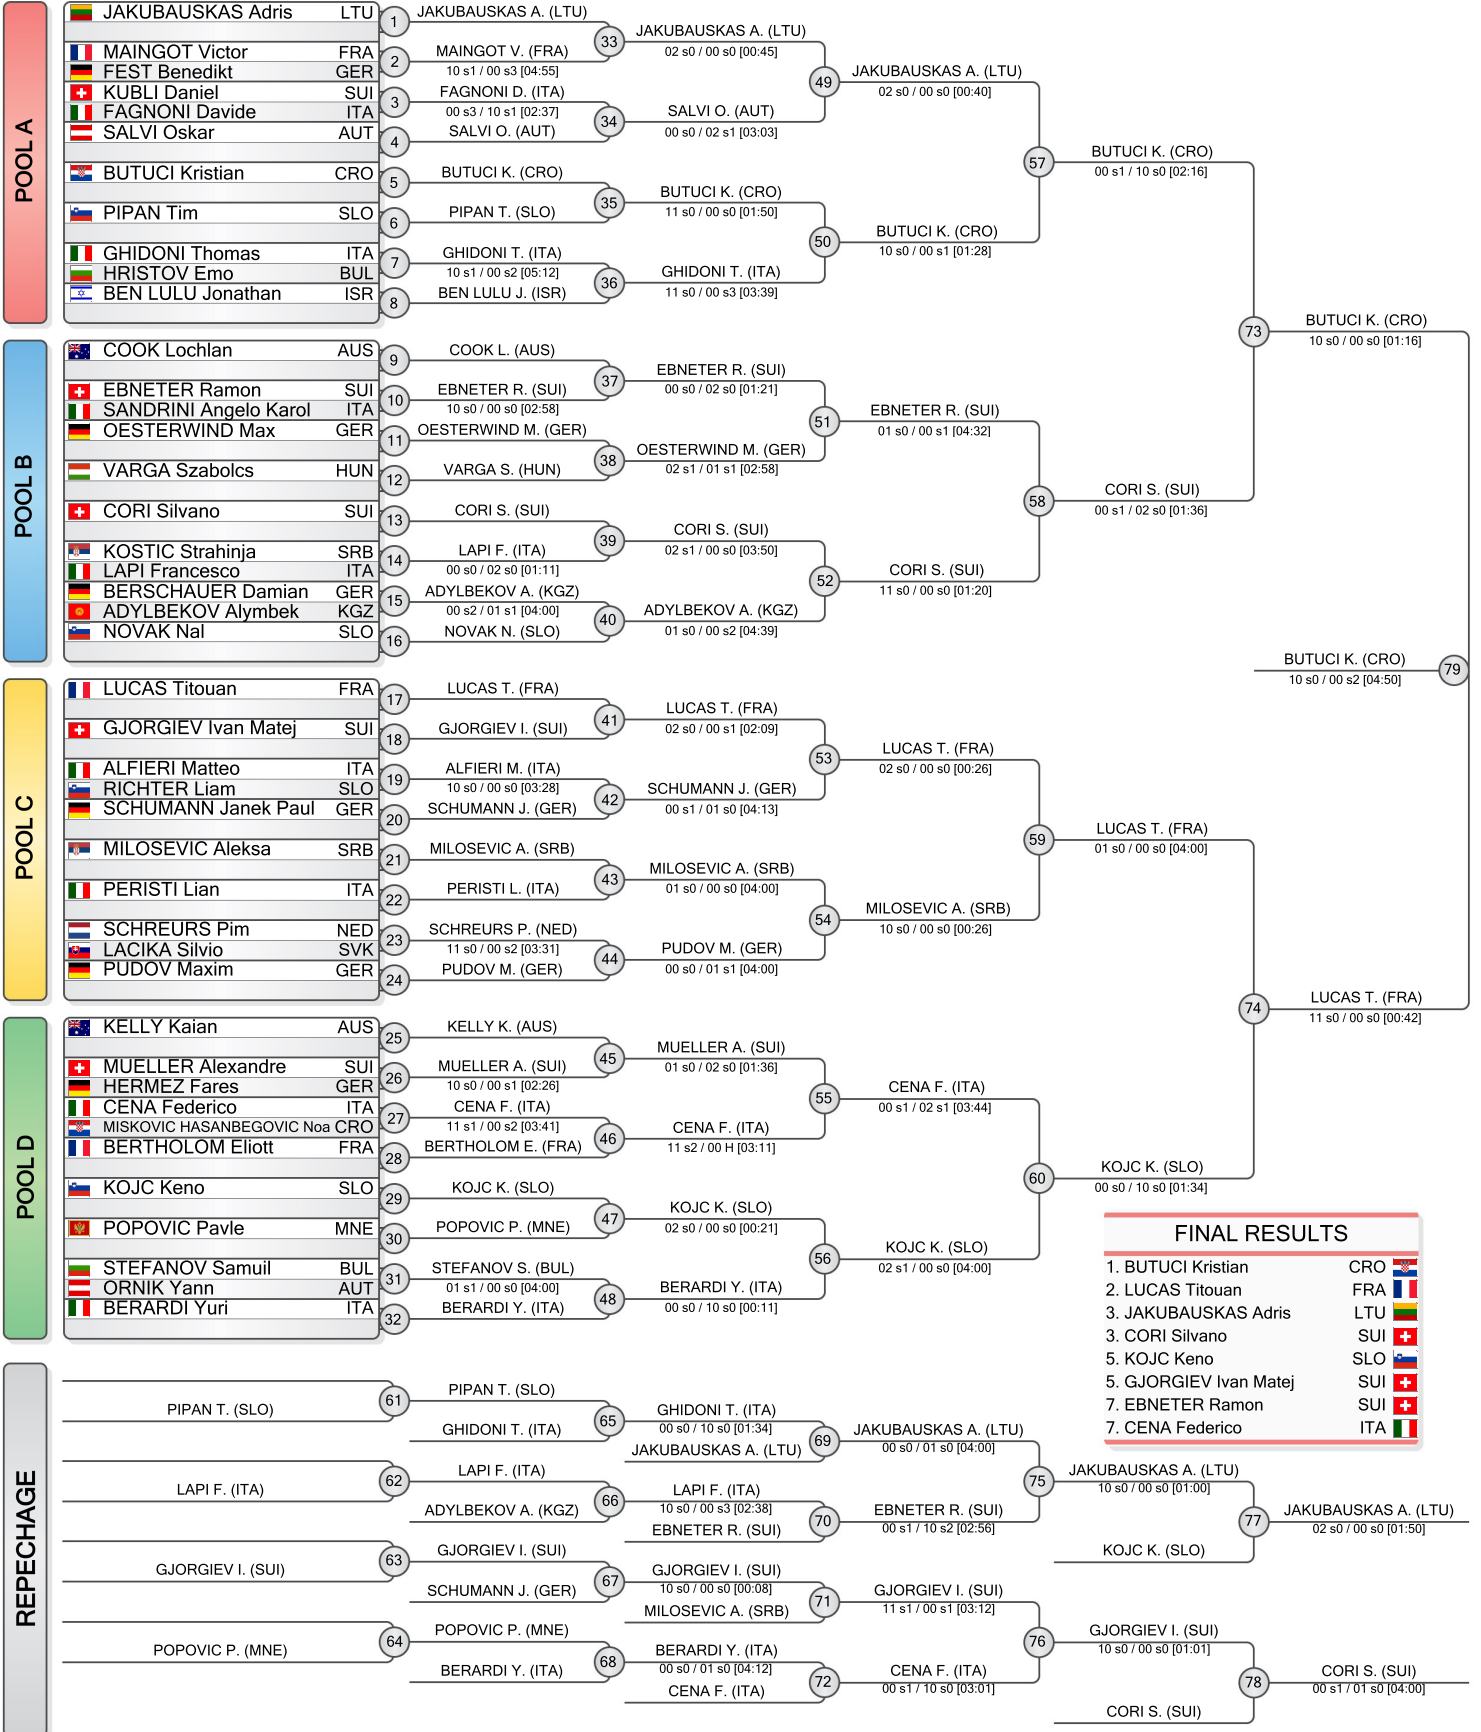 POOL A
JAKUBAUSKAS Adris LTU
MAINGOT Victor FRA
FEST Benedikt GER
KUBLI Daniel SUI
FAGNONI Davide ITA
SALVI Oskar AUT
BUTUCI Kristian CRO
PIPAN Tim SLO
GHIDONI Thomas ITA
HRISTOV Emo BUL
BEN LULU Jonathan ISR
1
2
3
4
5
6
7
8
JAKUBAUSKAS A. (LTU)
MAINGOT V. (FRA)
10 s1 / 00 s3 [04:55]
FAGNONI D. (ITA)
00 s3 / 10 s1 [02:37]
SALVI O. (AUT)
BUTUCI K. (CRO)
PIPAN T. (SLO)
GHIDONI T. (ITA)
10 s1 / 00 s2 [05:12]
BEN LULU J. (ISR)
33
34
35
36
JAKUBAUSKAS A. (LTU)
02 s0 / 00 s0 [00:45]
SALVI O. (AUT)
00 s0 / 02 s1 [03:03]
BUTUCI K. (CRO)
11 s0 / 00 s0 [01:50]
GHIDONI T. (ITA)
11 s0 / 00 s3 [03:39]
49
50
JAKUBAUSKAS A. (LTU)
02 s0 / 00 s0 [00:40]
BUTUCI K. (CRO)
10 s0 / 00 s1 [01:28]
57
BUTUCI K. (CRO)
00 s1 / 10 s0 [02:16]
POOL B
COOK Lochlan AUS
EBNETER Ramon SUI
SANDRINI Angelo Karol ITA
OESTERWIND Max GER
VARGA Szabolcs HUN
CORI Silvano SUI
KOSTIC Strahinja SRB
LAPI Francesco ITA
BERSCHAUER Damian GER
ADYLBEKOV Alymbek KGZ
NOVAK Nal SLO
9
10
11
12
13
14
15
16
COOK L. (AUS)
EBNETER R. (SUI)
10 s0 / 00 s0 [02:58]
OESTERWIND M. (GER)
VARGA S. (HUN)
CORI S. (SUI)
LAPI F. (ITA)
00 s0 / 02 s0 [01:11]
ADYLBEKOV A. (KGZ)
00 s2 / 01 s1 [04:00]
NOVAK N. (SLO)
37
38
39
40
EBNETER R. (SUI)
00 s0 / 02 s0 [01:21]
OESTERWIND M. (GER)
02 s1 / 01 s1 [02:58]
CORI S. (SUI)
02 s1 / 00 s0 [03:50]
ADYLBEKOV A. (KGZ)
01 s0 / 00 s2 [04:39]
51
52
EBNETER R. (SUI)
01 s0 / 00 s1 [04:32]
CORI S. (SUI)
11 s0 / 00 s0 [01:20]
58
CORI S. (SUI)
00 s1 / 02 s0 [01:36]
73
BUTUCI K. (CRO)
10 s0 / 00 s0 [01:16]
BUTUCI K. (CRO)
10 s0 / 00 s2 [04:50]
79
POOL C
LUCAS Titouan FRA
GJORGIEV Ivan Matej SUI
ALFIERI Matteo ITA
RICHTER Liam SLO
SCHUMANN Janek Paul GER
MILOSEVIC Aleksa SRB
PERISTI Lian ITA
SCHREURS Pim NED
LACIKA Silvio SVK
PUDOV Maxim GER
17
18
19
20
21
22
23
24
LUCAS T. (FRA)
GJORGIEV I. (SUI)
ALFIERI M. (ITA)
10 s0 / 00 s0 [03:28]
SCHUMANN J. (GER)
MILOSEVIC A. (SRB)
PERISTI L. (ITA)
SCHREURS P. (NED)
11 s0 / 00 s2 [03:31]
PUDOV M. (GER)
41
42
43
44
LUCAS T. (FRA)
02 s0 / 00 s1 [02:09]
SCHUMANN J. (GER)
00 s1 / 01 s0 [04:13]
MILOSEVIC A. (SRB)
01 s0 / 00 s0 [04:00]
PUDOV M. (GER)
00 s0 / 01 s1 [04:00]
53
54
LUCAS T. (FRA)
02 s0 / 00 s0 [00:26]
MILOSEVIC A. (SRB)
10 s0 / 00 s0 [00:26]
59
LUCAS T. (FRA)
01 s0 / 00 s0 [04:00]
POOL D
KELLY Kaian AUS
MUELLER Alexandre SUI
HERMEZ Fares GER
CENA Federico ITA
MISKOVIC HASANBEGOVIC Noa CRO
BERTHOLOM Eliott FRA
KOJC Keno SLO
POPOVIC Pavle MNE
STEFANOV Samuil BUL
ORNIK Yann AUT
BERARDI Yuri ITA
25
26
27
28
29
30
31
32
KELLY K. (AUS)
MUELLER A. (SUI)
10 s0 / 00 s1 [02:26]
CENA F. (ITA)
11 s1 / 00 s2 [03:41]
BERTHOLOM E. (FRA)
KOJC K. (SLO)
POPOVIC P. (MNE)
STEFANOV S. (BUL)
01 s1 / 00 s0 [04:00]
BERARDI Y. (ITA)
45
46
47
48
MUELLER A. (SUI)
01 s0 / 02 s0 [01:36]
CENA F. (ITA)
11 s2 / 00 H [03:11]
KOJC K. (SLO)
02 s0 / 00 s0 [00:21]
BERARDI Y. (ITA)
00 s0 / 10 s0 [00:11]
55
56
CENA F. (ITA)
00 s1 / 02 s1 [03:44]
KOJC K. (SLO)
02 s1 / 00 s0 [04:00]
60
KOJC K. (SLO)
00 s0 / 10 s0 [01:34]
74
LUCAS T. (FRA)
11 s0 / 00 s0 [00:42]
FINAL RESULTS
1. BUTUCI Kristian CRO
2. LUCAS Titouan FRA
3. JAKUBAUSKAS Adris LTU
3. CORI Silvano SUI
5. KOJC Keno SLO
5. GJORGIEV Ivan Matej SUI
7. EBNETER Ramon SUI
7. CENA Federico ITA
REPECHAGE
PIPAN T. (SLO)
LAPI F. (ITA)
GJORGIEV I. (SUI)
POPOVIC P. (MNE)
61
62
63
64
PIPAN T. (SLO)
GHIDONI T. (ITA)
LAPI F. (ITA)
ADYLBEKOV A. (KGZ)
GJORGIEV I. (SUI)
SCHUMANN J. (GER)
POPOVIC P. (MNE)
BERARDI Y. (ITA)
65
66
67
68
GHIDONI T. (ITA)
00 s0 / 10 s0 [01:34]
JAKUBAUSKAS A. (LTU)
LAPI F. (ITA)
10 s0 / 00 s3 [02:38]
EBNETER R. (SUI)
GJORGIEV I. (SUI)
10 s0 / 00 s0 [00:08]
MILOSEVIC A. (SRB)
BERARDI Y. (ITA)
00 s0 / 01 s0 [04:12]
CENA F. (ITA)
69
70
71
72
JAKUBAUSKAS A. (LTU)
00 s0 / 01 s0 [04:00]
EBNETER R. (SUI)
00 s1 / 10 s2 [02:56]
GJORGIEV I. (SUI)
11 s1 / 00 s1 [03:12]
CENA F. (ITA)
00 s1 / 10 s0 [03:01]
75
76
JAKUBAUSKAS A. (LTU)
10 s0 / 00 s0 [01:00]
KOJC K. (SLO)
GJORGIEV I. (SUI)
10 s0 / 00 s0 [01:01]
CORI S. (SUI)
77
78
JAKUBAUSKAS A. (LTU)
02 s0 / 00 s0 [01:50]
CORI S. (SUI)
00 s1 / 01 s0 [04:00]